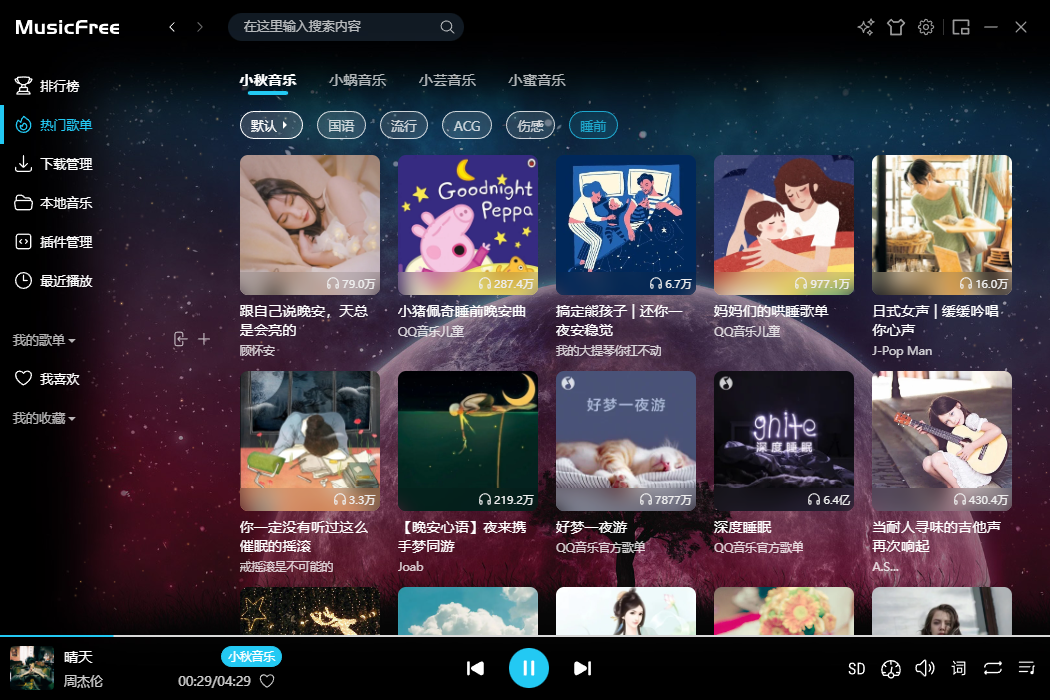 MusicFree
在这里输入搜索内容
小秋音乐 小蜗音乐 小芸音乐 小蜜音乐
默认 国语 流行 ACG 伤感 睡前
排行榜
热门歌单
下载管理
本地音乐
插件管理
最近播放
我的歌单
我喜欢
我的收藏
79.0万
跟自己说晚安，天总
是会亮的
顾怀安
Goodnight
Peppa
287.4万
小猪佩奇睡前晚安曲
QQ音乐儿童
6.7万
搞定熊孩子 | 还你一
夜安稳觉
我的大提琴你扛不动
977.1万
妈妈们的哄睡歌单
QQ音乐儿童
16.0万
日式女声 | 缓缓吟唱
你心声
J-Pop Man
3.3万
你一定没有听过这么
催眠的摇滚
戒摇滚是不可能的
219.2万
【晚安心语】夜来携
手梦同游
Joab
好梦一夜游
7877万
好梦一夜游
QQ音乐官方歌单
gnite
深度睡眠
6.4亿
深度睡眠
QQ音乐官方歌单
430.4万
当耐人寻味的吉他声
再次响起
A.S...
晴天
周杰伦
小秋音乐
00:29/04:29
SD
词